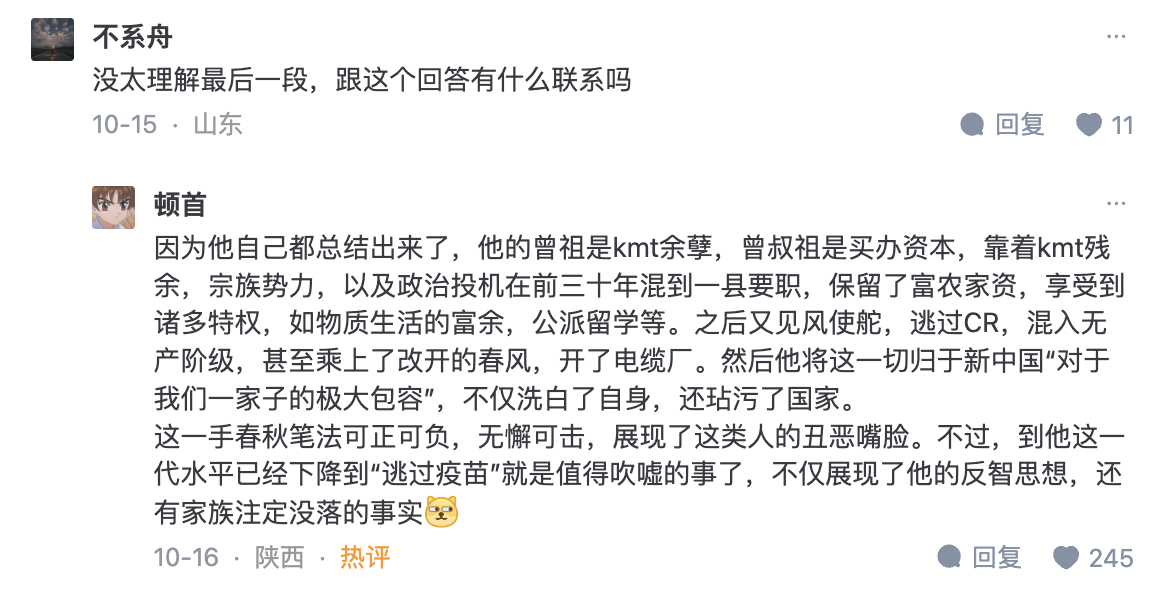 不系舟
...
没太理解最后一段，跟这个回答有什么联系吗
10-15 · 山东
回复 11
顿首
...
因为他自己都总结出来了，他的曾祖是kmt余孽，曾叔祖是买办资本，靠着kmt残
余，宗族势力，以及政治投机在前三十年混到一县要职，保留了富农家资，享受到
诸多特权，如物质生活的富余，公派留学等。之后又见风使舵，逃过CR，混入无
产阶级，甚至乘上了改开的春风，开了电缆厂。然后他将这一切归于新中国“对于
我们一家子的极大包容”，不仅洗白了自身，还玷污了国家。
这一手春秋笔法可正可负，无懈可击，展现了这类人的丑恶嘴脸。不过，到他这一
代水平已经下降到“逃过疫苗”就是值得吹嘘的事了，不仅展现了他的反智思想，还
有家族注定没落的事实
10-16 · 陕西 · 热评
回复 245